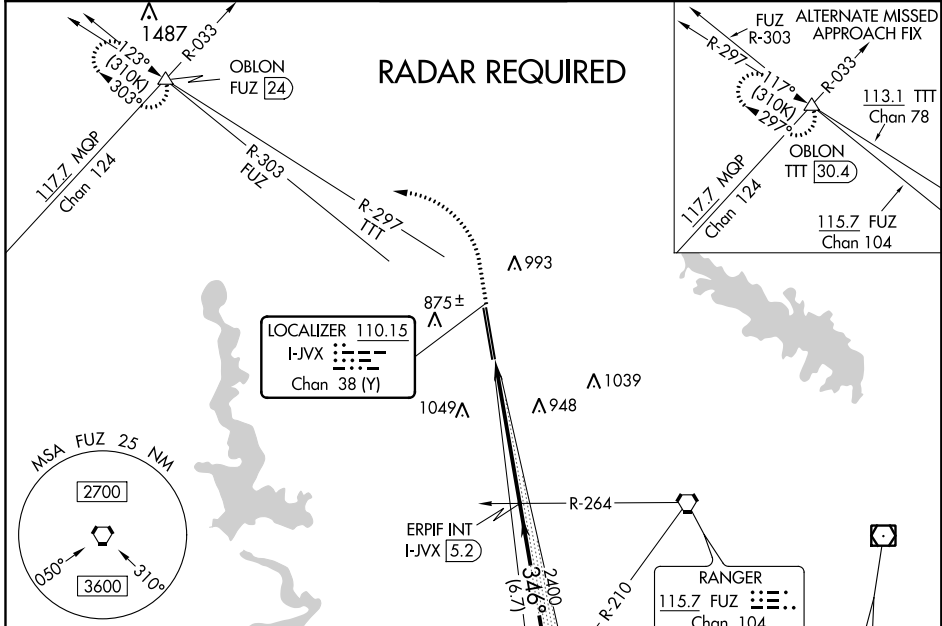 1487
R-033
123°
(310K)
303°
OBLON
FUZ 24
117.7 MQP
Chan 124
R-303
FUZ
R-297
TTT
RADAR REQUIRED
ALTERNATE MISSED
APPROACH FIX
FUZ
R-303
R-297
117°
(310K)
297°
R-033
113.1 TTT
Chan 78
OBLON
TTT 30.4
117.7 MQP
Chan 124
115.7 FUZ
Chan 104
993
875±
LOCALIZER 110.15
I-JVX
Chan 38 (Y)
1039
1049
948
MSA FUZ 25 NM
2700
050°
310°
3600
ERPIF INT
I-JVX 5.2
R-264
2400
346°
(6.7)
R-210
RANGER
115.7 FUZ
Chan 104